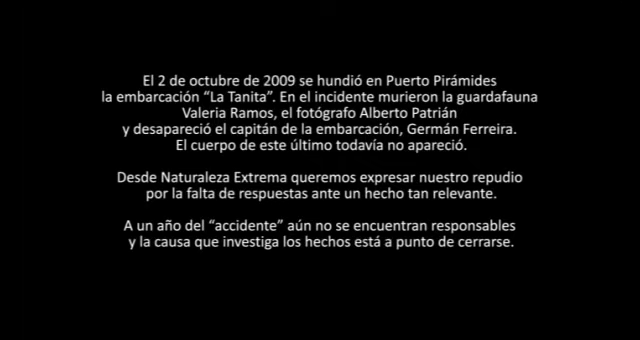 El 2 de octubre de 2009 se hundió en Puerto Pirámides
la embarcación “La Tanita”. En el incidente murieron la guardafauna
Valeria Ramos, el fotógrafo Alberto Patrián
y desapareció el capitán de la embarcación, Germán Ferreira.
El cuerpo de este último todavía no apareció.
Desde Naturaleza Extrema queremos expresar nuestro repudio
por la falta de respuestas ante un hecho tan relevante.
A un año del “accidente” aún no se encuentran responsables
y la causa que investiga los hechos está a punto de cerrarse.